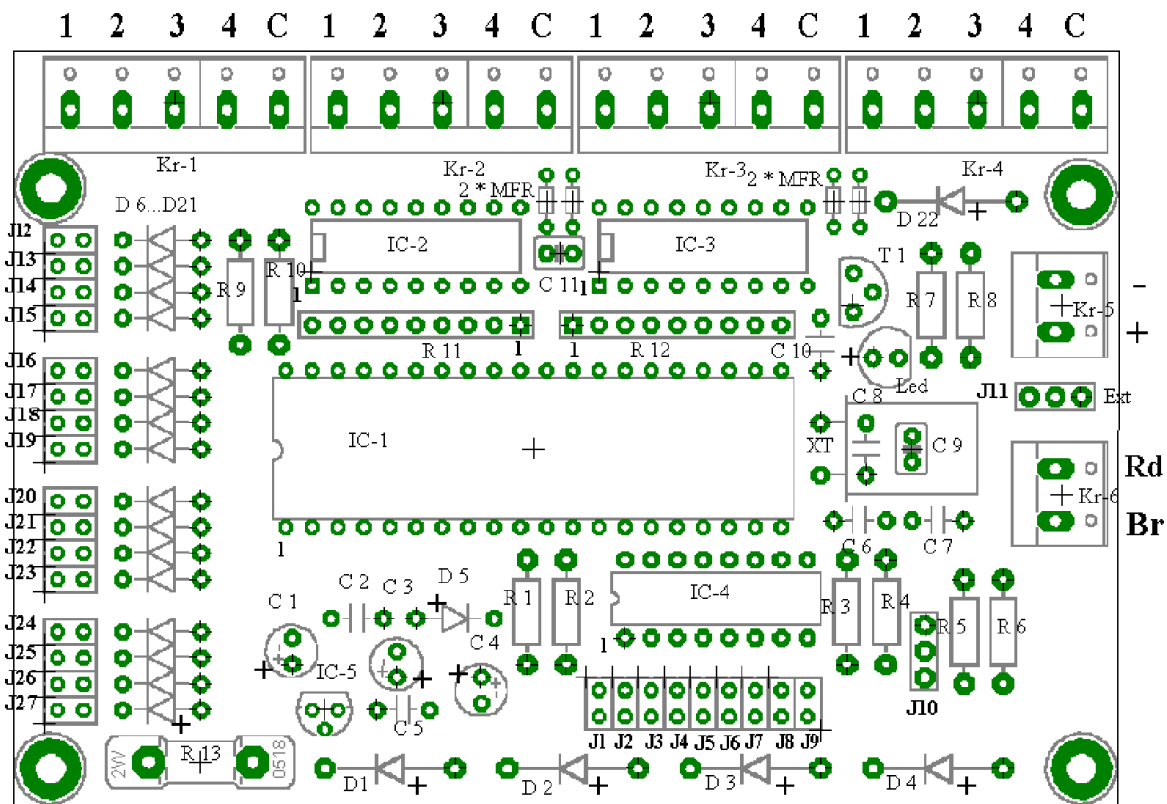 1 2 3 4 C 1 2 3 4 C 1 2 3 4 C 1 2 3 4 C
Kr-1 Kr-2 Kr-3 Kr-4
2 * MFR 2 * MFR
D 6...D21 D 22 +
J12 IC-2 IC-3 T 1
J13 R 10 C 11 -
J14 R 9 1 1 R 7 R 8 Kr-5
J15 +
R 11 1 1 R 12 C 10 +
J16 Led
J17 C 8 J11 Ext
J18
J19 IC-1 XT C 9 Rd
J20 Kr-6
J21 Br
J22 1 C 6 C 7
J23
C 2 C 3 D 5 R 1 R 2 IC-4 R 3 R 4
C 1 + C 4 1 R 5 R 6
J24
J25 + + IC-5 + + + +
J26
J27 C 5 J10
+ J1 J2 J3 J4 J5 J6 J7 J8 J9
2W R 13 0518
D1 + D 2 + D 3 + D 4 +